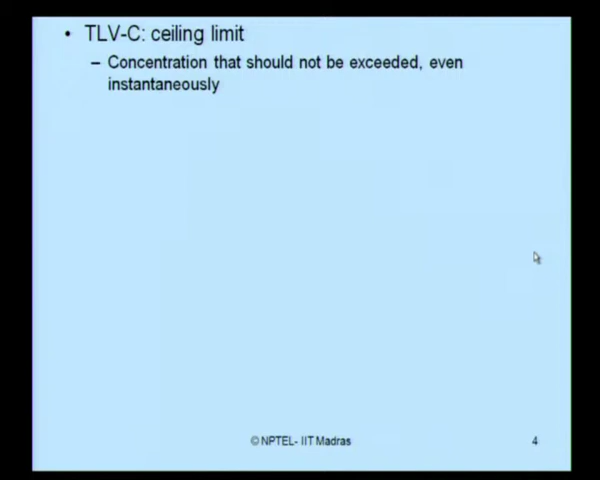 • TLV-C: ceiling limit
– Concentration that should not be exceeded, even
instantaneously
© NPTEL- IIT Madras
4